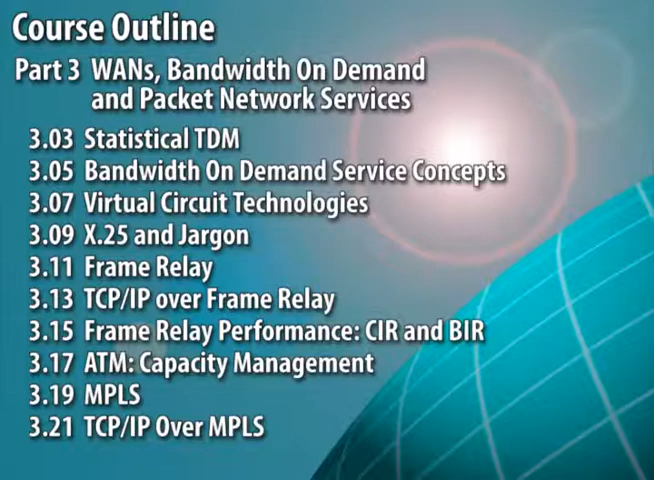 Course Outline
Part 3 WANs, Bandwidth On Demand
and Packet Network Services
3.03 Statistical TDM
3.05 Bandwidth On Demand Service Concepts
3.07 Virtual Circuit Technologies
3.09 X.25 and Jargon
3.11 Frame Relay
3.13 TCP/IP over Frame Relay
3.15 Frame Relay Performance: CIR and BIR
3.17 ATM: Capacity Management
3.19 MPLS
3.21 TCP/IP Over MPLS